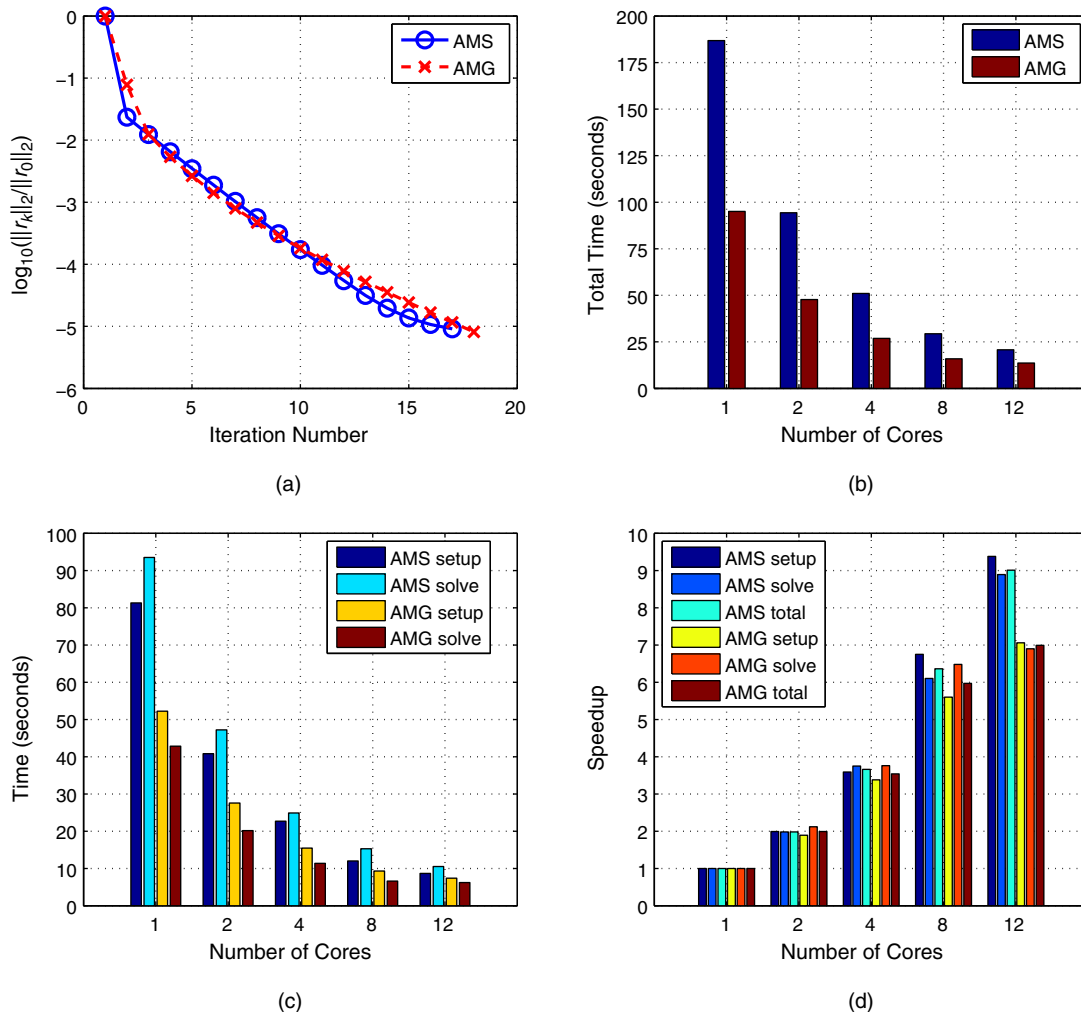 0
−1
−2
−3
−4
−5
−6
log10(||rk||2/||r0||2)
AMS
AMG
0
5
10
15
20
Iteration Number
(a)
200
175
150
125
100
75
50
25
0
Total Time (seconds)
AMS
AMG
1
2
4
8
12
Number of Cores
(b)
100
90
80
70
60
50
40
30
20
10
0
Time (seconds)
AMS setup
AMS solve
AMG setup
AMG solve
1
2
4
8
12
Number of Cores
(c)
10
9
8
7
6
5
4
3
2
1
0
Speedup
AMS setup
AMS solve
AMS total
AMG setup
AMG solve
AMG total
1
2
4
8
12
Number of Cores
(d)